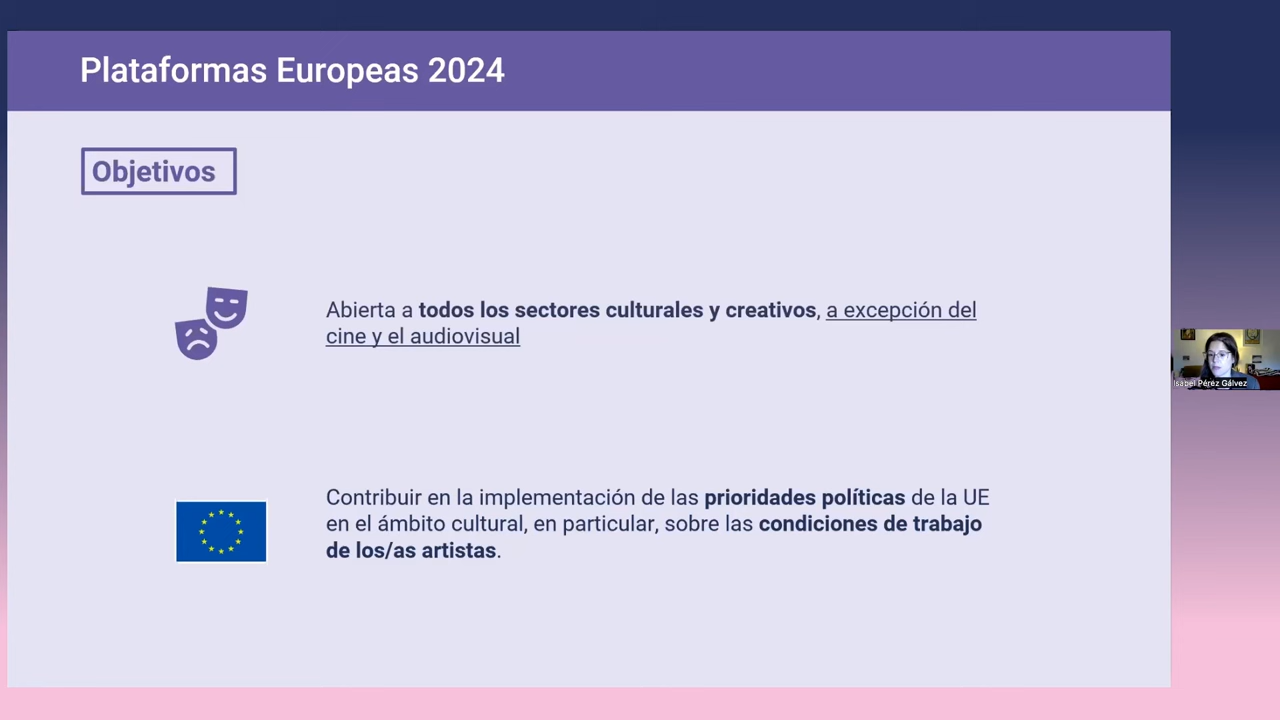 Plataformas Europeas 2024
Objetivos
Abierta a todos los sectores culturales y creativos, a excepción del
cine y el audiovisual
Contribuir en la implementación de las prioridades políticas de la UE
en el ámbito cultural, en particular, sobre las condiciones de trabajo
de los/as artistas.
Isabel Pérez Gálvez